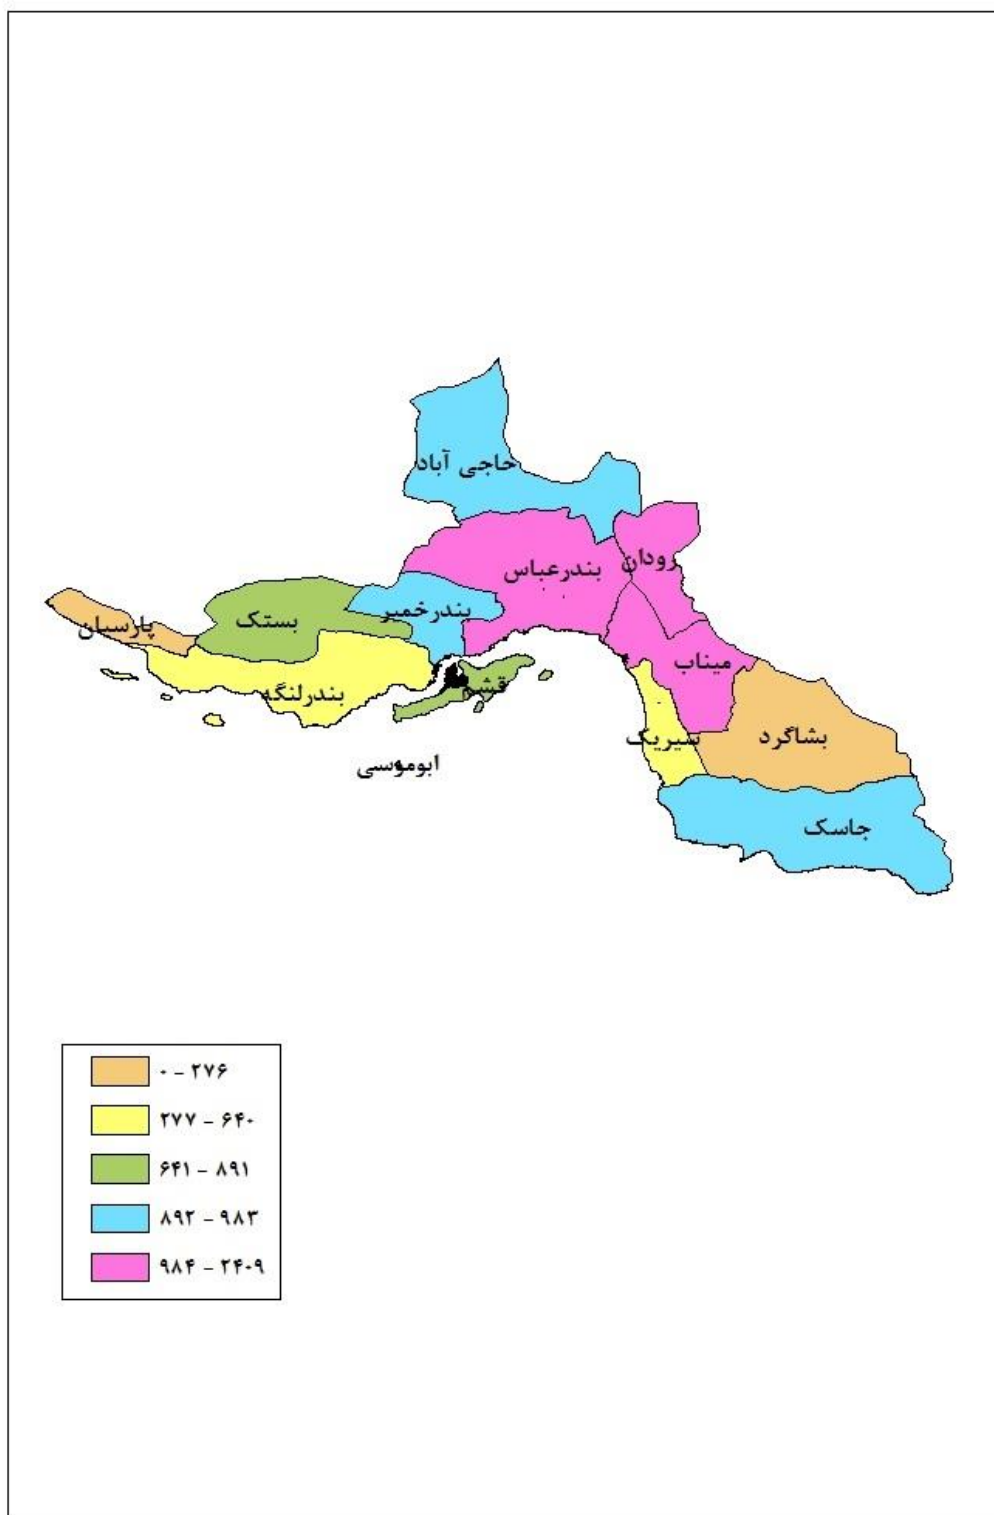 حاجی آباد
رودان
بندرعباس
بندرخمیر
بستک
پارسیان
میناب
قشم
بندرلنگه
بشاگرد
سیریک
ابوموسی
جاسک
۰ - ۲۷۶
۲۷۷ - ۶۴۰
۶۴۱ - ۸۹۱
۸۹۲ - ۹۸۳
۹۸۴ - ۲۴۰۹